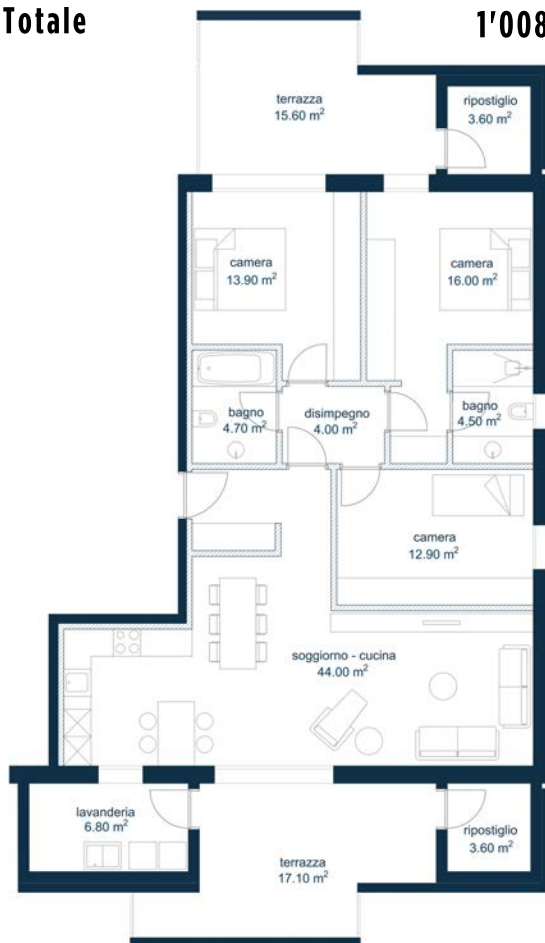 Totale 1'008
terrazza
15.60 m²
ripostiglio
3.60 m²
camera
13.90 m²
camera
16.00 m²
bagno
4.70 m²
disimpegno
4.00 m²
bagno
4.50 m²
camera
12.90 m²
soggiorno - cucina
44.00 m²
lavanderia
6.80 m²
ripostiglio
3.60 m²
terrazza
17.10 m²